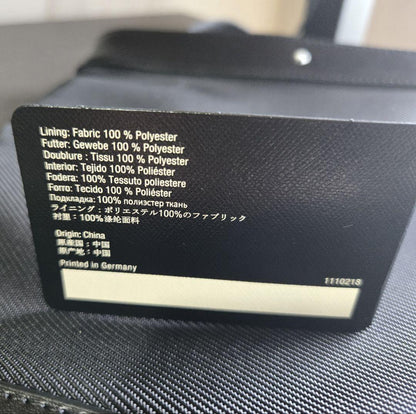 Lining: Fabric 100 % Polyester
Futter: Gewebe 100 % Polyester
Doublure : Tissu 100 % Polyester
Interior: Tejido 100% Poliéster
Fodera: 100% Tessuto poliestere
Forro: Tecido 100 % Poliéster
Подкладка: 100% полиэстер ткань
ライニング：ポリエステル100%のファブリック
衬里：100%涤纶面料
Origin: China
原産国：中国
原产地：中国
Printed in Germany
1110218